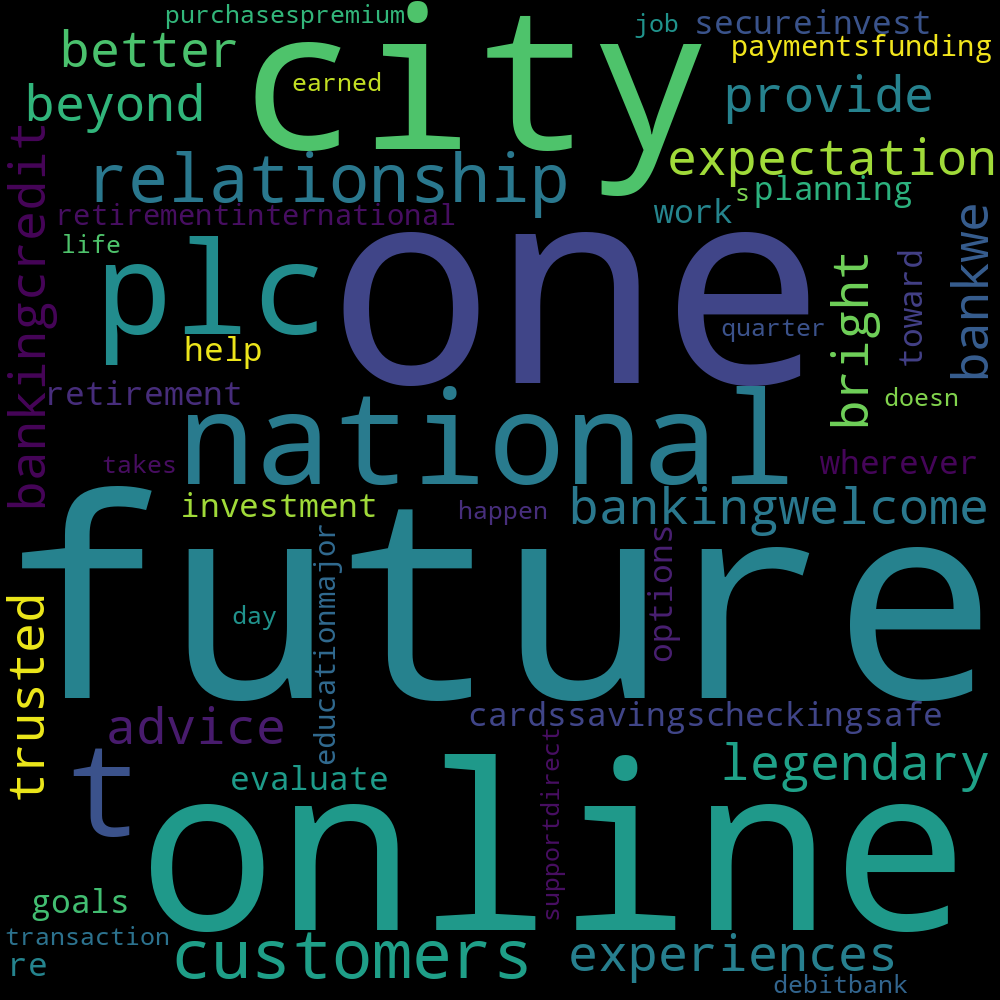 purchasespremium
job
secureinvest
city
better
paymentsfunding
earned
beyond
provide
relationship
expectation
s
planning
retirementinternational
work
bankingcredit
life
plc
one
bright
toward
bankwe
help
quarter
retirement
national
doesn
takes
wherever
investment
happen
bankingwelcome
future
educationmajor
options
day
trusted
advice
cardssavingscheckingsafe
t
evaluate
online
supportdirect
legendary
goals
transaction
re
customers
experiences
debitbank